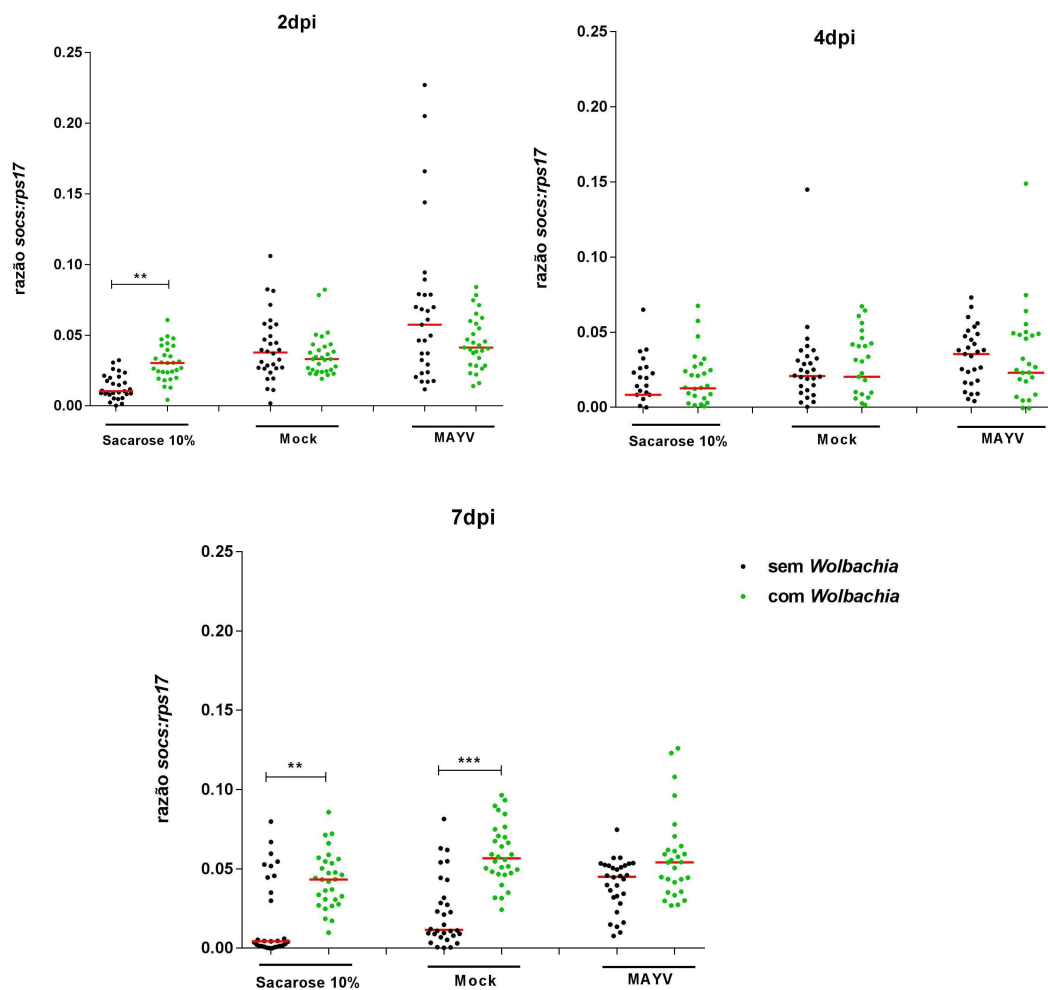 2dpi
0.25
0.20
0.15
0.10
0.05
0.00
razão socs:rps17
**
Sacarose 10%
Mock
MAYV
4dpi
0.25
0.20
0.15
0.10
0.05
0.00
razão socs:rps17
Sacarose 10%
Mock
MAYV
7dpi
0.25
0.20
0.15
0.10
0.05
0.00
razão socs:rps17
**
***
Sacarose 10%
Mock
MAYV
sem Wolbachia
com Wolbachia